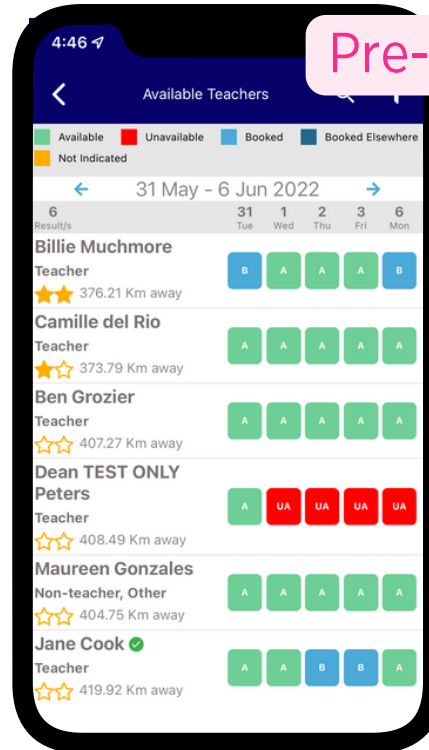 4:46
Pre-
Available Teachers
Available Unavailable Booked Booked Elsewhere
Not Indicated
31 May - 6 Jun 2022
6 31 1 2 3 6
Result/s Tue Wed Thu Fri Mon
Billie Muchmore
Teacher
376.21 Km away
B A A A B
Camille del Rio
Teacher
373.79 Km away
A A A A A
Ben Grozier
Teacher
407.27 Km away
A A A A A
Dean TEST ONLY
Peters
Teacher
408.49 Km away
A UA UA UA UA
Maureen Gonzales
Non-teacher, Other
404.75 Km away
A A A A A
Jane Cook
Teacher
419.92 Km away
A A B B A